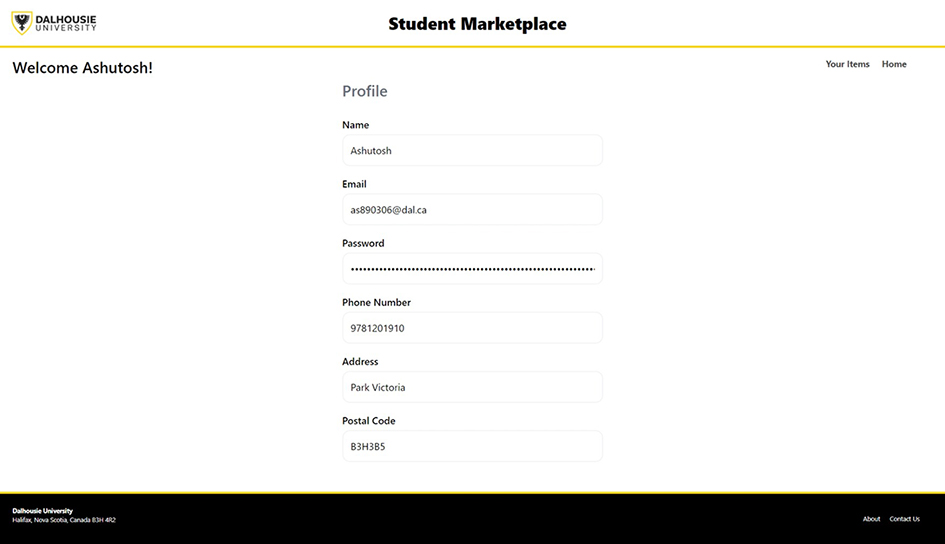 DALHOUSIE
UNIVERSITY
Student Marketplace
Welcome Ashutosh!
Your Items Home
Profile
Name
Ashutosh
Email
as890306@dal.ca
Password
Phone Number
9781201910
Address
Park Victoria
Postal Code
B3H3B5
Dalhousie University
Halifax, Nova Scotia, Canada B3H 4R2
About Contact Us